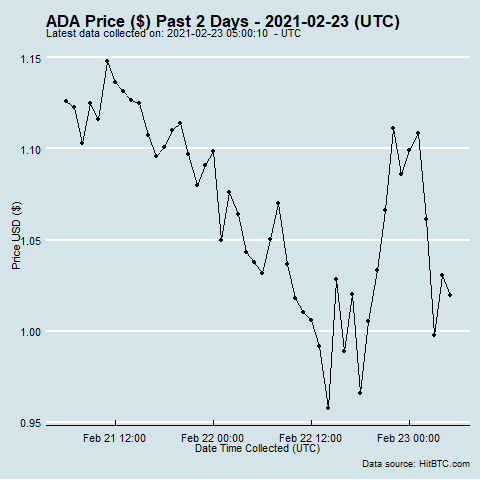 ADA Price ($) Past 2 Days - 2021-02-23 (UTC)
Latest data collected on: 2021-02-23 05:00:10 - UTC
1.15
1.10
1.05
1.00
0.95
Price USD ($)
Feb 21 12:00
Feb 22 00:00
Feb 22 12:00
Feb 23 00:00
Date Time Collected (UTC)
Data source: HitBTC.com